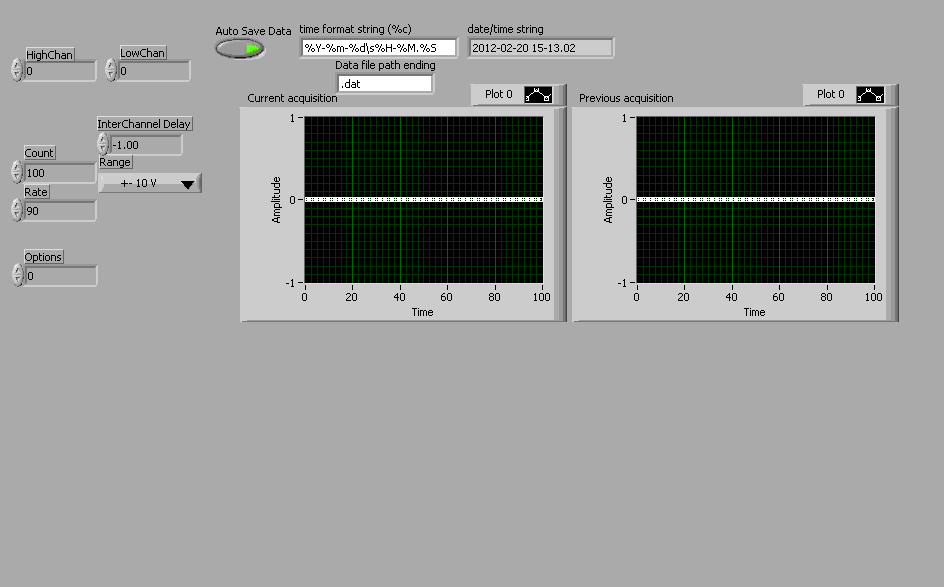 Auto Save Data
time format string (%c)
%Y-%m-%d\s%H-%M.%S
date/time string
2012-02-20 15-13.02
HighChan
0
LowChan
0
Data file path ending
.dat
InterChannel Delay
-1.00
Count
100
Range
+- 10 V
Rate
90
Options
0
Current acquisition
Plot 0
Amplitude
1
0
-1
0 20 40 60 80 100
Time
Previous acquisition
Plot 0
Amplitude
1
0
-1
0 20 40 60 80 100
Time